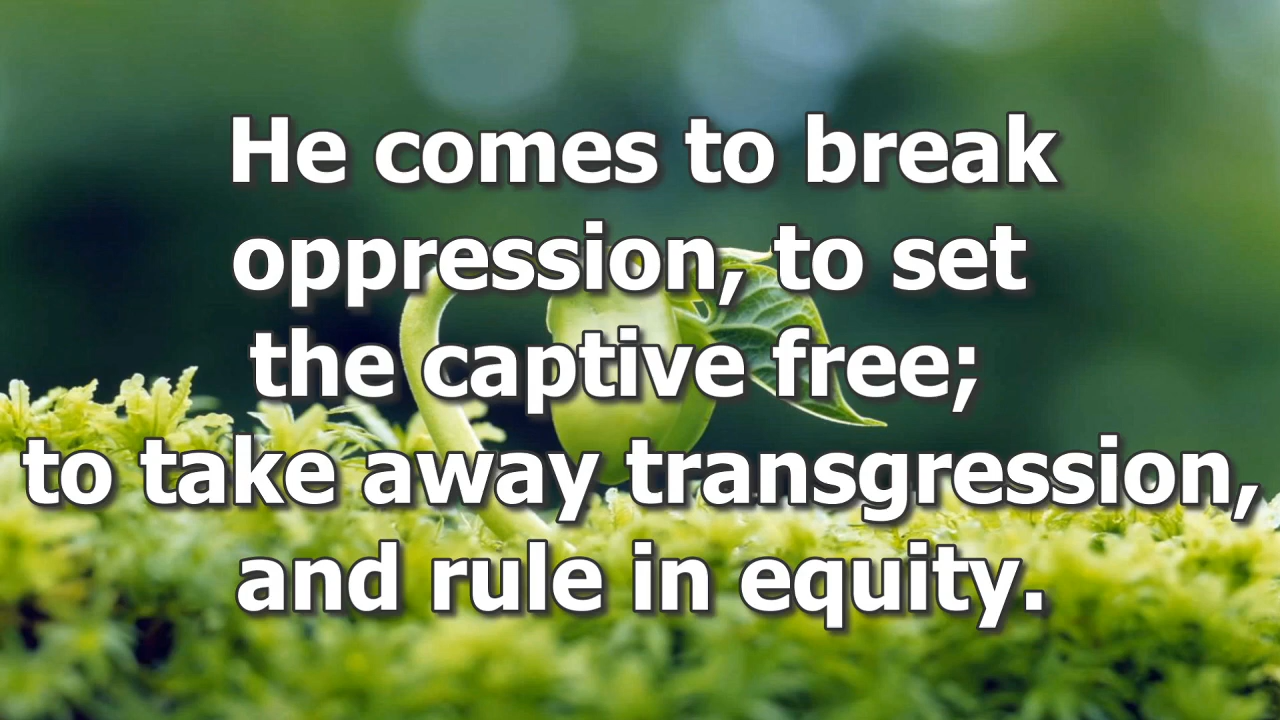 He comes to break
oppression, to set
the captive free;
to take away transgression,
and rule in equity.